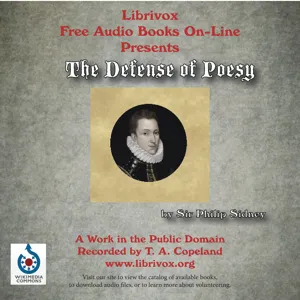 Librivox
Free Audio Books On-Line
Presents
The Defense of Poesy
by Sir Philip Sidney
A Work in the Public Domain
Recorded by T. A. Copeland
www.librivox.org
Visit our site to view the catalog of available books,
to download audio files, or to learn more about volunteering.
WIKIMEDIA
COMMONS